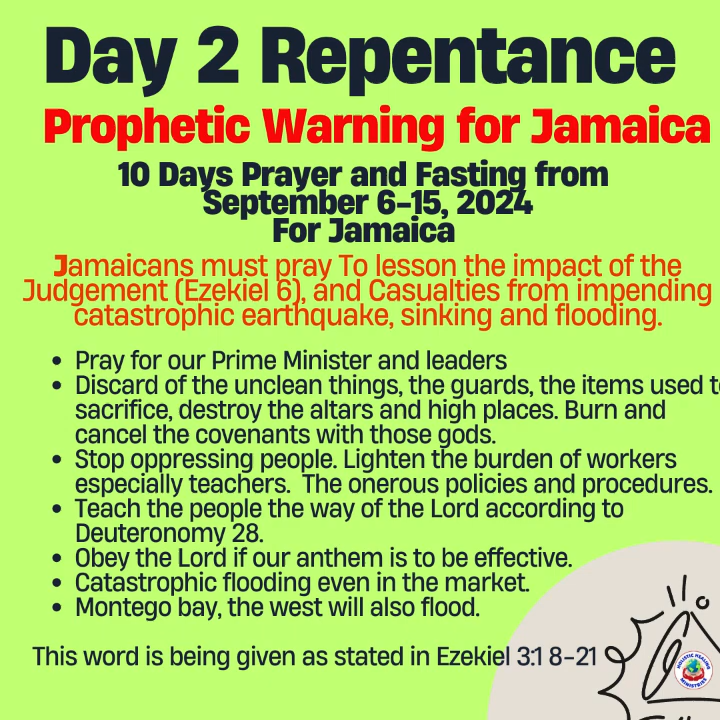 Day 2 Repentance
Prophetic Warning for Jamaica
10 Days Prayer and Fasting from
September 6-15, 2024
For Jamaica
Jamaicans must pray To lesson the impact of the
Judgement (Ezekiel 6), and Casualties from impending
catastrophic earthquake, sinking and flooding.
• Pray for our Prime Minister and leaders
• Discard of the unclean things, the guards, the items used to
sacrifice, destroy the altars and high places. Burn and
cancel the covenants with those gods.
• Stop oppressing people. Lighten the burden of workers
especially teachers. The onerous policies and procedures.
• Teach the people the way of the Lord according to
Deuteronomy 28.
• Obey the Lord if our anthem is to be effective.
• Catastrophic flooding even in the market.
• Montego bay, the west will also flood.
This word is being given as stated in Ezekiel 3:1 8-21
HOLISTIC HEALING
MINISTRIES